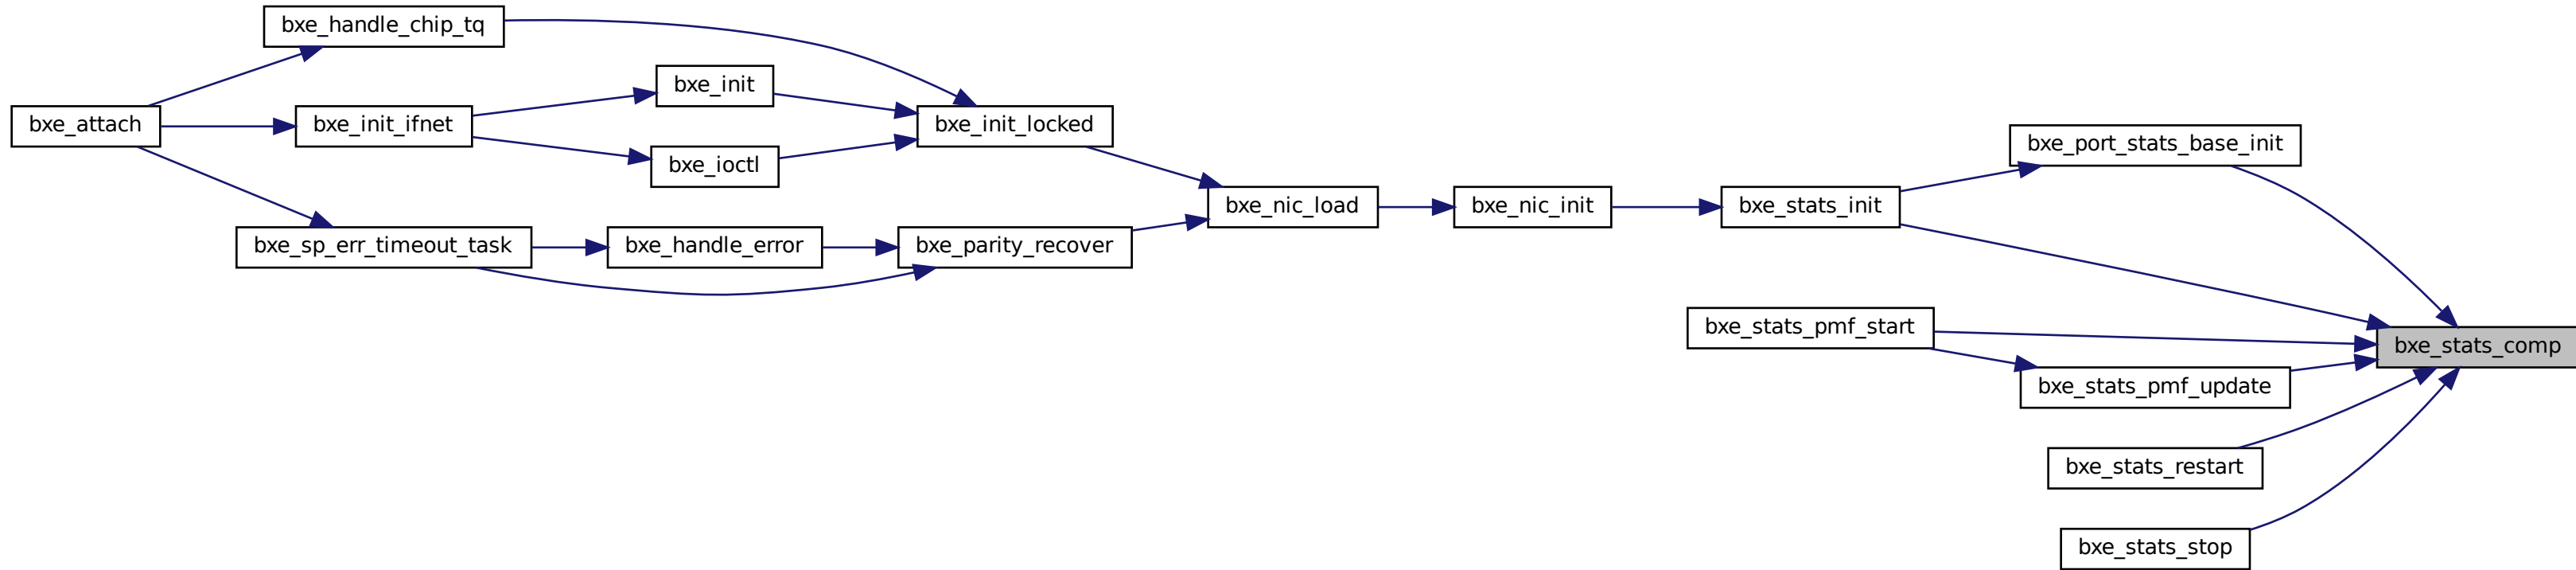 bxe_handle_chip_tq
bxe_init
bxe_attach
bxe_init_ifnet
bxe_init_locked
bxe_port_stats_base_init
bxe_ioctl
bxe_nic_load
bxe_nic_init
bxe_stats_init
bxe_sp_err_timeout_task
bxe_handle_error
bxe_parity_recover
bxe_stats_pmf_start
bxe_stats_comp
bxe_stats_pmf_update
bxe_stats_restart
bxe_stats_stop